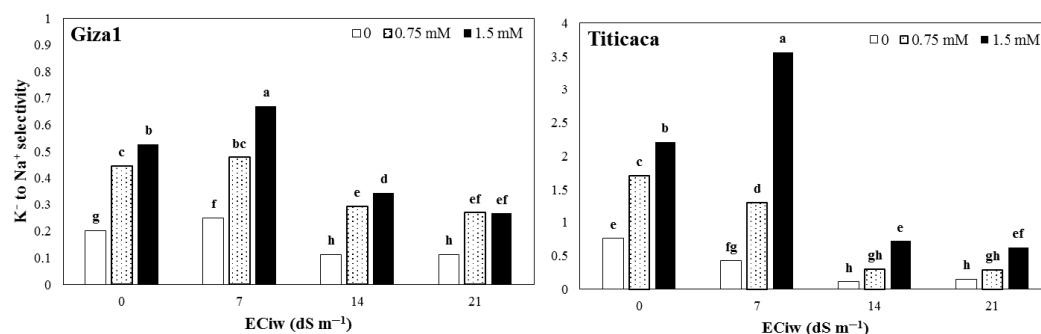 Giza1
0 0.75 mM 1.5 mM
K⁻ to Na⁺ selectivity
1
0.9
0.8
0.7
0.6
0.5
0.4
0.3
0.2
0.1
0
g c b
f bc a
h e d
h ef ef
0 7 14 21
ECiw (dS m⁻¹)
Titicaca
0 0.75 mM 1.5 mM
4
3.5
3
2.5
2
1.5
1
0.5
0
e c b
fg d a
h gh e
h gh ef
0 7 14 21
ECiw (dS m⁻¹)